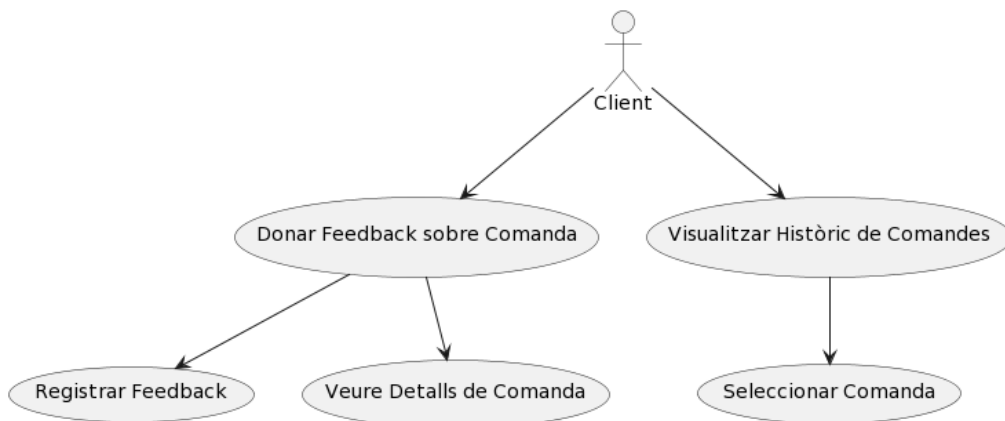 Client
Donar Feedback sobre Comanda
Visualitzar Històric de Comandes
Registrar Feedback
Veure Detalls de Comanda
Seleccionar Comanda